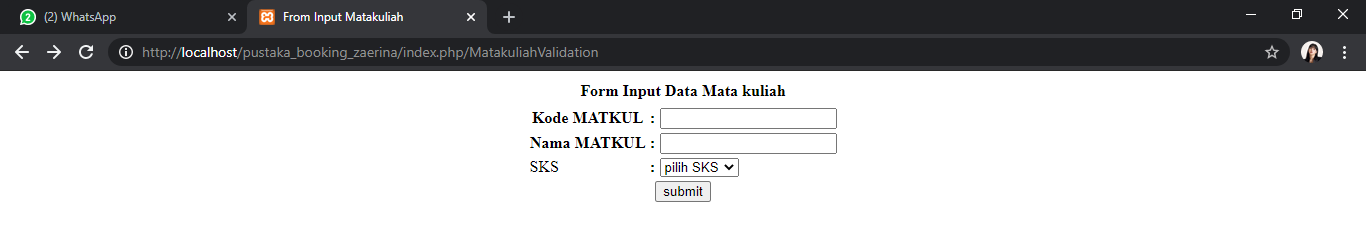 (2) WhatsApp
From Input Matakuliah
http://localhost/pustaka_booking_zaerina/index.php/MatakuliahValidation
Form Input Data Mata kuliah
Kode MATKUL :
Nama MATKUL :
SKS : pilih SKS
submit